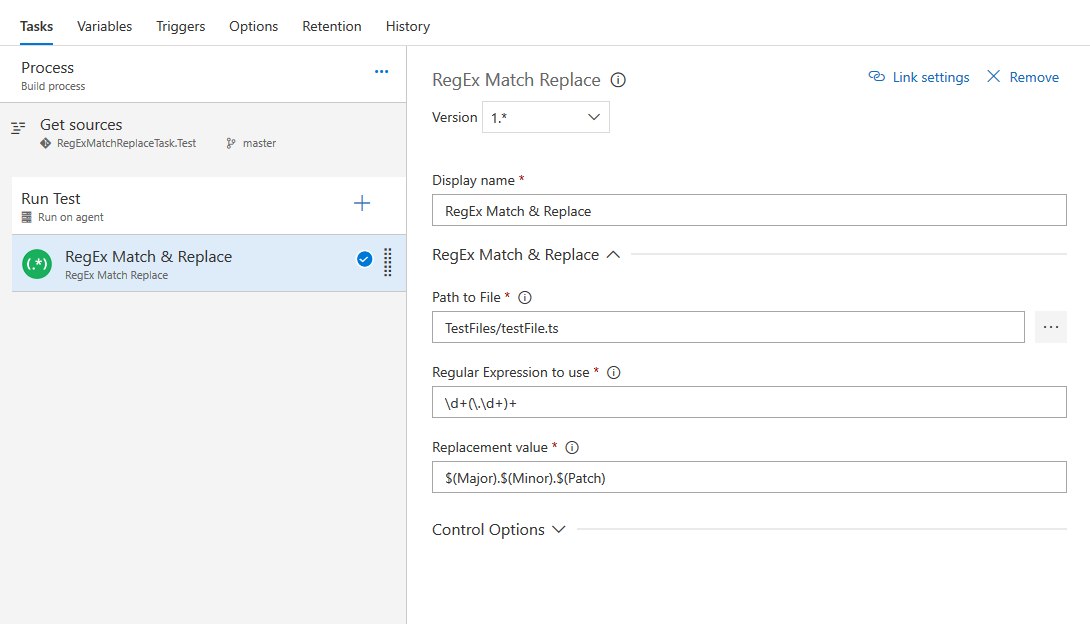 Tasks Variables Triggers Options Retention History
Process
Build process
...
Get sources
RegExMatchReplaceTask.Test master
Run Test
Run on agent
(.*)
RegEx Match & Replace
RegEx Match Replace
RegEx Match Replace
Link settings Remove
Version 1.*
Display name *
RegEx Match & Replace
RegEx Match & Replace
Path to File *
TestFiles/testFile.ts
...
Regular Expression to use *
\d+(\.\d+)+
Replacement value *
$(Major).$(Minor).$(Patch)
Control Options